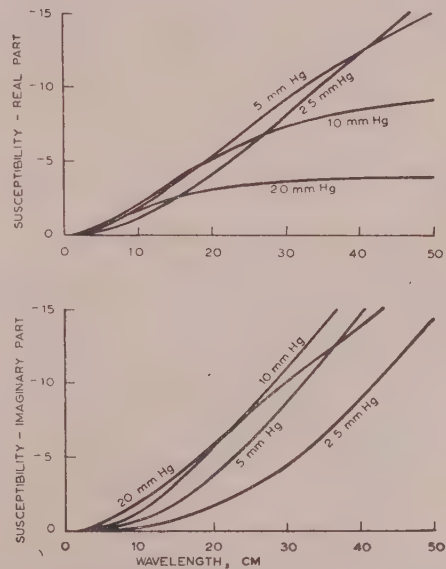 SUSCEPTIBILITY - REAL PART
-15
-10
-5
0
5 mm Hg
2 5 mm Hg
10 mm Hg
20 mm Hg
0 10 20 30 40 50
SUSCEPTIBILITY - IMAGINARY PART
-15
-10
-5
0
20 mm Hg
10 mm Hg
5 mm Hg
2 5 mm Hg
0 10 20 30 40 50
WAVELENGTH, CM